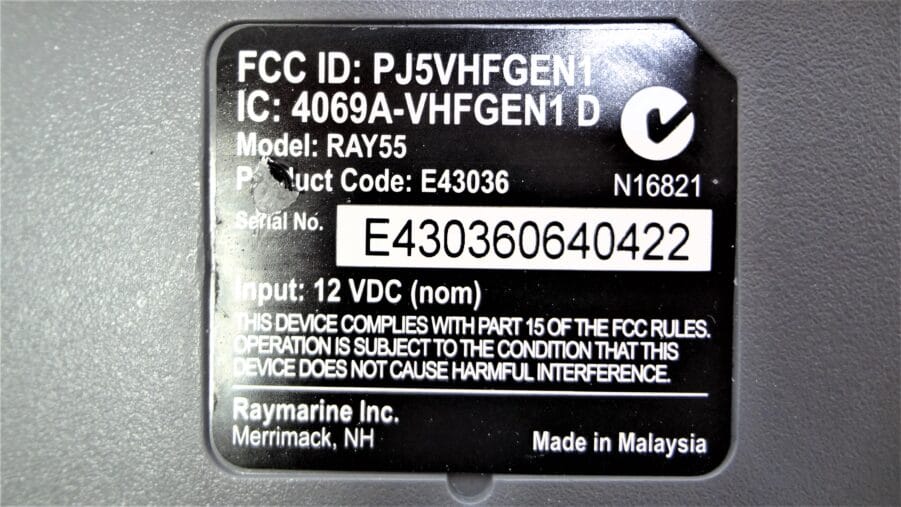 FCC ID: PJ5VHFGEN1
IC: 4069A-VHFGEN1 D
Model: RAY55
Product Code: E43036
N16821
Serial No. E430360640422
Input: 12 VDC (nom)
THIS DEVICE COMPLIES WITH PART 15 OF THE FCC RULES.
OPERATION IS SUBJECT TO THE CONDITION THAT THIS
DEVICE DOES NOT CAUSE HARMFUL INTERFERENCE.
Raymarine Inc.
Merrimack, NH
Made in Malaysia